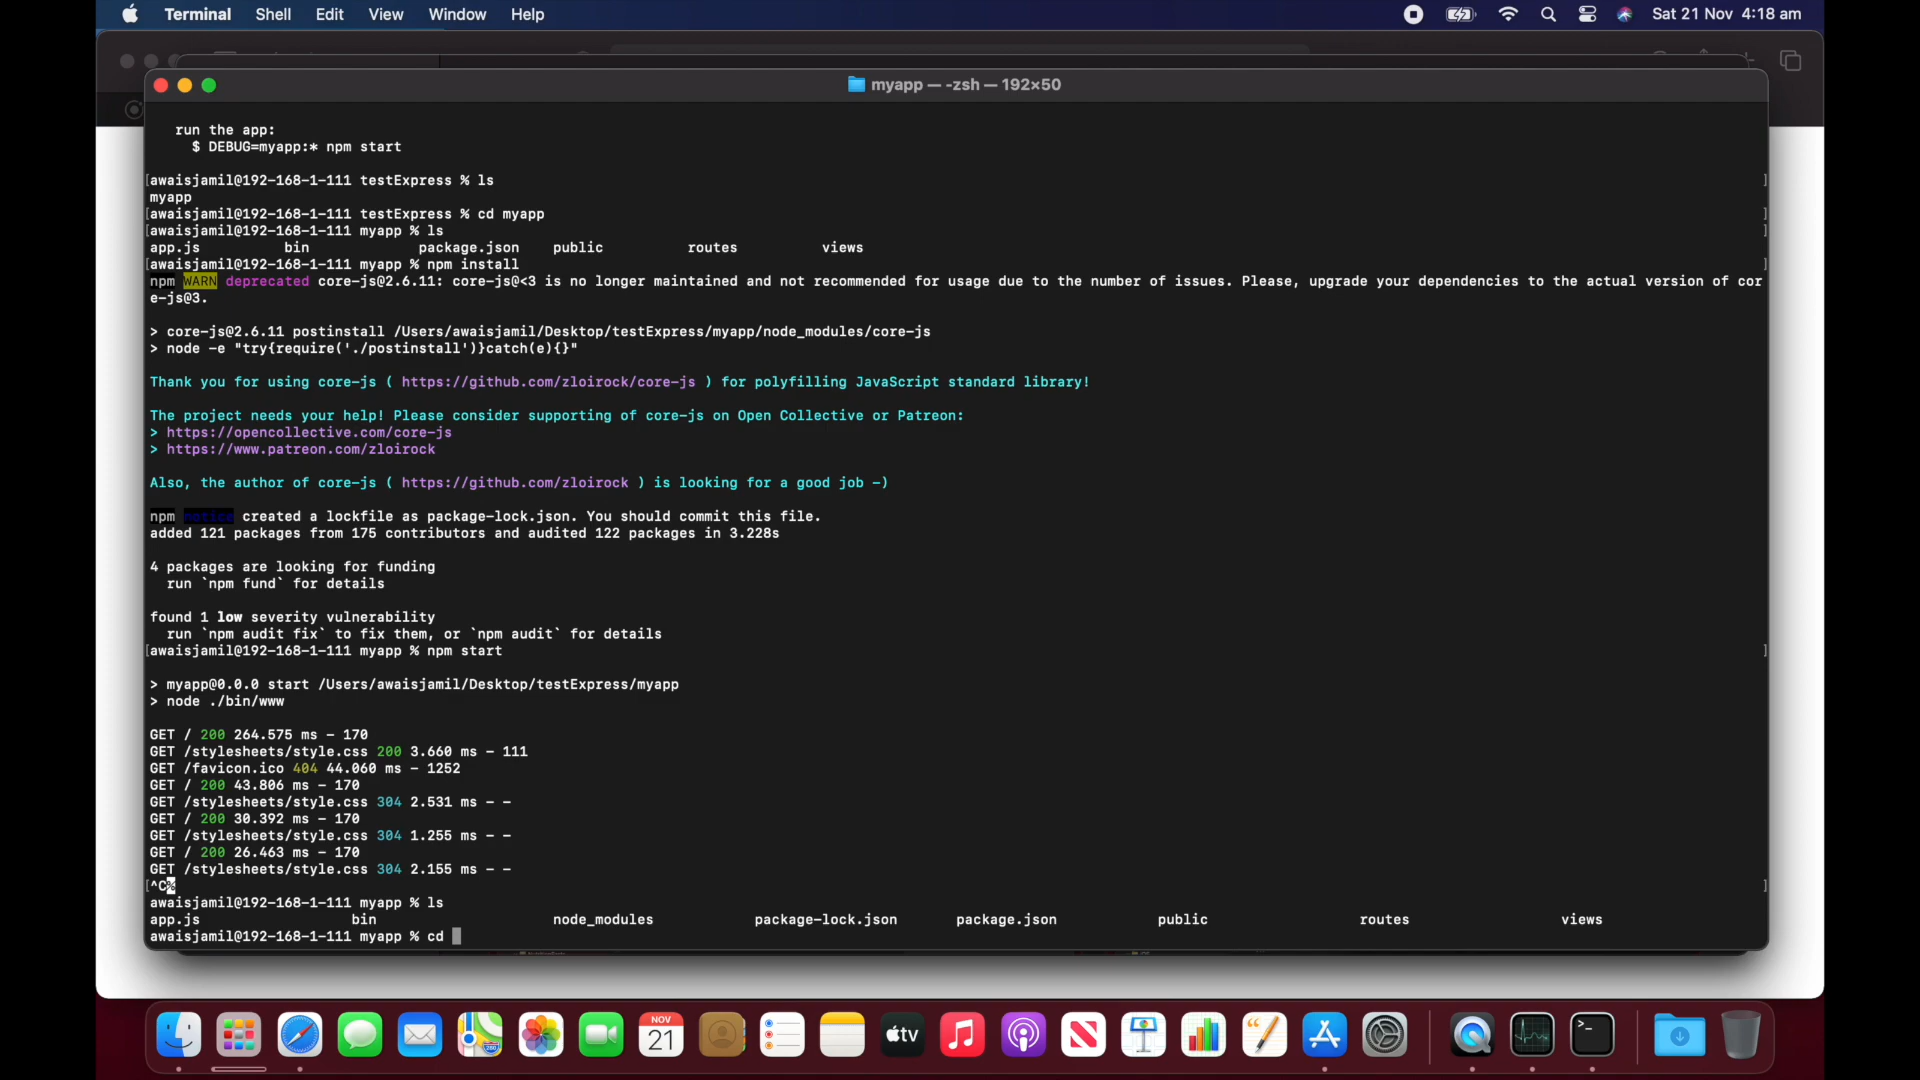 Terminal Shell Edit View Window Help Sat 21 Nov 4:18 am
myapp — -zsh — 192×50
run the app:
$ DEBUG=myapp:* npm start
[awaisjamil@192-168-1-111 testExpress % ls ]
myapp
[awaisjamil@192-168-1-111 testExpress % cd myapp ]
[awaisjamil@192-168-1-111 myapp % ls ]
app.js bin package.json public routes views
[awaisjamil@192-168-1-111 myapp % npm install ]
npm WARN deprecated core-js@2.6.11: core-js@<3 is no longer maintained and not recommended for usage due to the number of issues. Please, upgrade your dependencies to the actual version of cor
e-js@3.
> core-js@2.6.11 postinstall /Users/awaisjamil/Desktop/testExpress/myapp/node_modules/core-js
> node -e "try{require('./postinstall')}catch(e){}"
Thank you for using core-js ( https://github.com/zloirock/core-js ) for polyfilling JavaScript standard library!
The project needs your help! Please consider supporting of core-js on Open Collective or Patreon:
> https://opencollective.com/core-js
> https://www.patreon.com/zloirock
Also, the author of core-js ( https://github.com/zloirock ) is looking for a good job -)
npm notice created a lockfile as package-lock.json. You should commit this file.
added 121 packages from 175 contributors and audited 122 packages in 3.228s
4 packages are looking for funding
run `npm fund` for details
found 1 low severity vulnerability
run `npm audit fix` to fix them, or `npm audit` for details
[awaisjamil@192-168-1-111 myapp % npm start ]
> myapp@0.0.0 start /Users/awaisjamil/Desktop/testExpress/myapp
> node ./bin/www
GET / 200 264.575 ms - 170
GET /stylesheets/style.css 200 3.660 ms - 111
GET /favicon.ico 404 44.060 ms - 1252
GET / 200 43.806 ms - 170
GET /stylesheets/style.css 304 2.531 ms - -
GET / 200 30.392 ms - 170
GET /stylesheets/style.css 304 1.255 ms - -
GET / 200 26.463 ms - 170
GET /stylesheets/style.css 304 2.155 ms - -
[^C% ]
awaisjamil@192-168-1-111 myapp % ls
app.js bin node_modules package-lock.json package.json public routes views
awaisjamil@192-168-1-111 myapp % cd
NOV
21
280
tv
>_